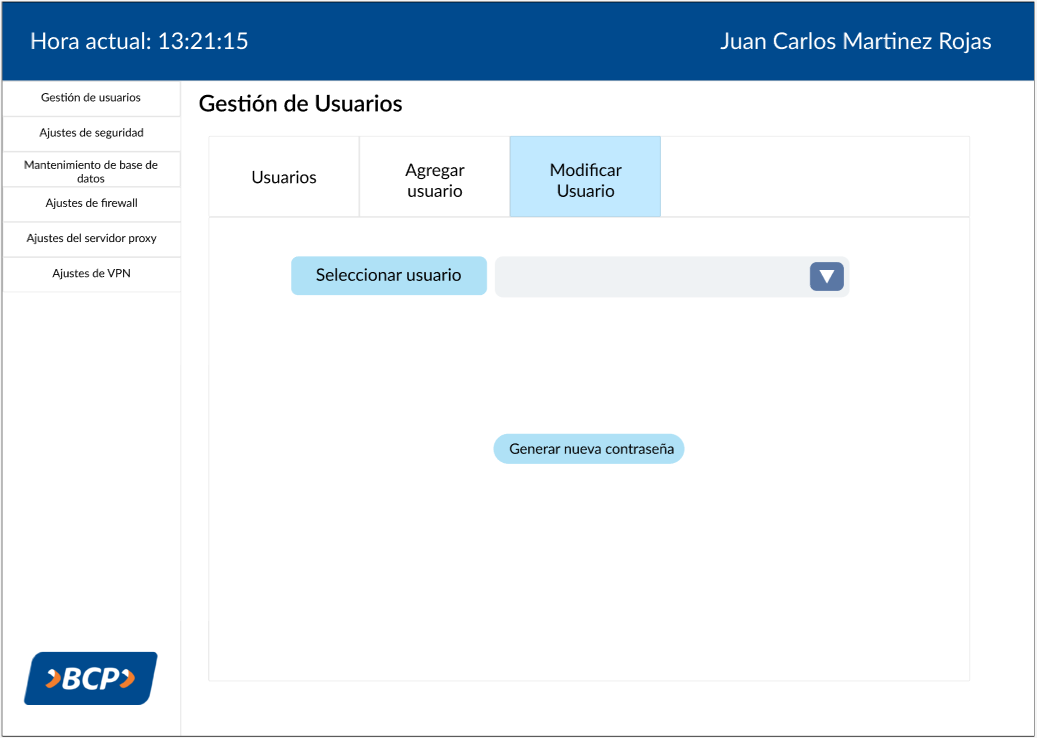 Hora actual: 13:21:15
Juan Carlos Martinez Rojas
Gestión de usuarios
Ajustes de seguridad
Mantenimiento de base de
datos
Ajustes de firewall
Ajustes del servidor proxy
Ajustes de VPN
Gestión de Usuarios
Usuarios
Agregar
usuario
Modificar
Usuario
Seleccionar usuario
Generar nueva contraseña
BCP